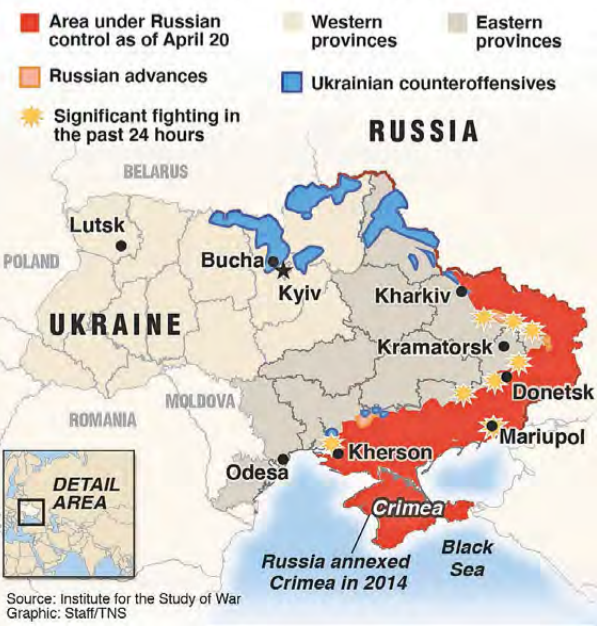 Area under Russian
control as of April 20
Western
provinces
Eastern
provinces
Russian advances
Ukrainian counteroffensives
Significant fighting in
the past 24 hours
RUSSIA
BELARUS
Lutsk
POLAND
Bucha
Kyiv
Kharkiv
UKRAINE
Kramatorsk
Donetsk
MOLDOVA
ROMANIA
Mariupol
Kherson
Odesa
DETAIL
AREA
Crimea
Russia annexed
Crimea in 2014
Black
Sea
Source: Institute for the Study of War
Graphic: Staff/TNS